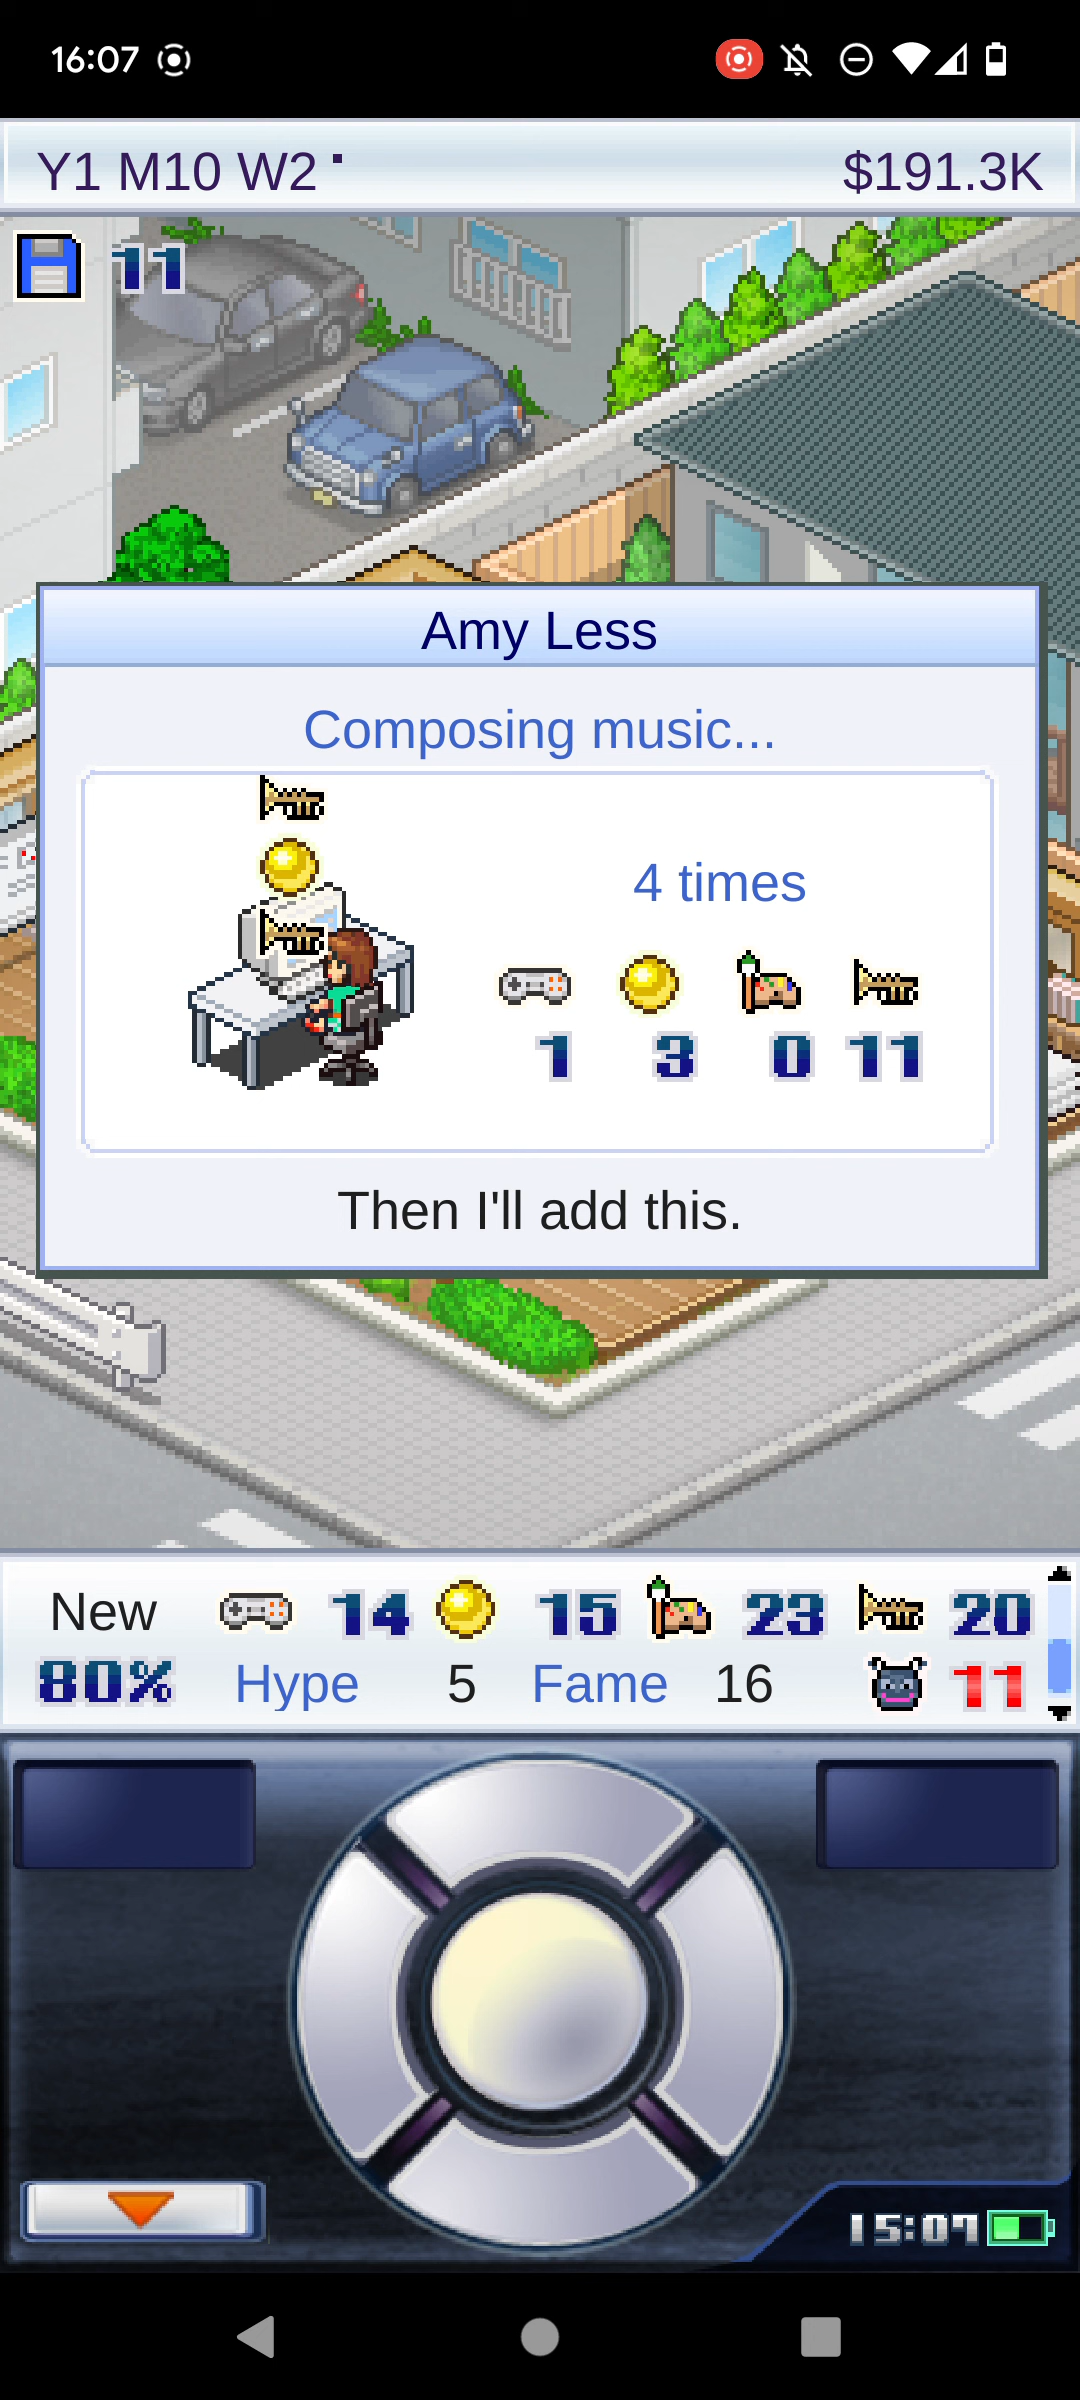 16:07
Y1 M10 W2
$191.3K
11
Amy Less
Composing music...
4 times
1 3 0 11
Then I'll add this.
New 14 15 23 20
80% Hype 5 Fame 16 11
15:07